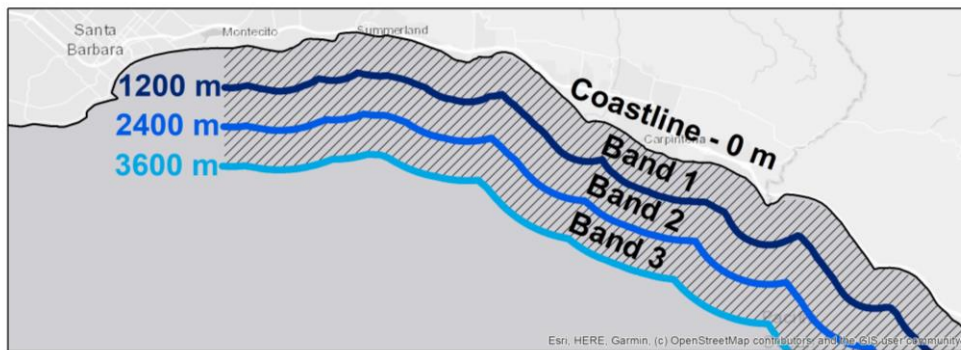 Santa
Barbara
Montecito
Summerland
1200 m
2400 m
3600 m
Coastline - 0 m
Carpinteria
Band 1
Band 2
Band 3
Esri, HERE, Garmin, (c) OpenStreetMap contributors, and the GIS user community